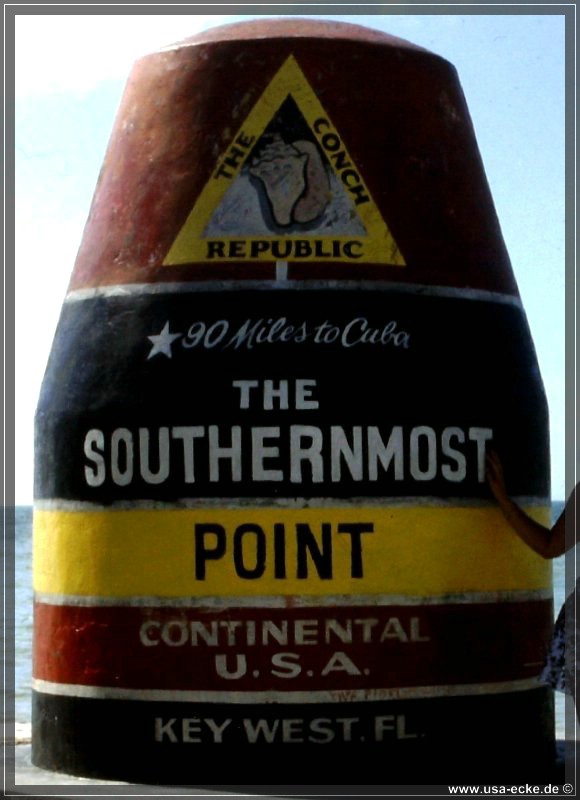 THE CONCH
REPUBLIC
90 Miles to Cuba
THE
SOUTHERNMOST
POINT
CONTINENTAL
U.S.A.
KEY WEST, FL.
www.usa-ecke.de ©